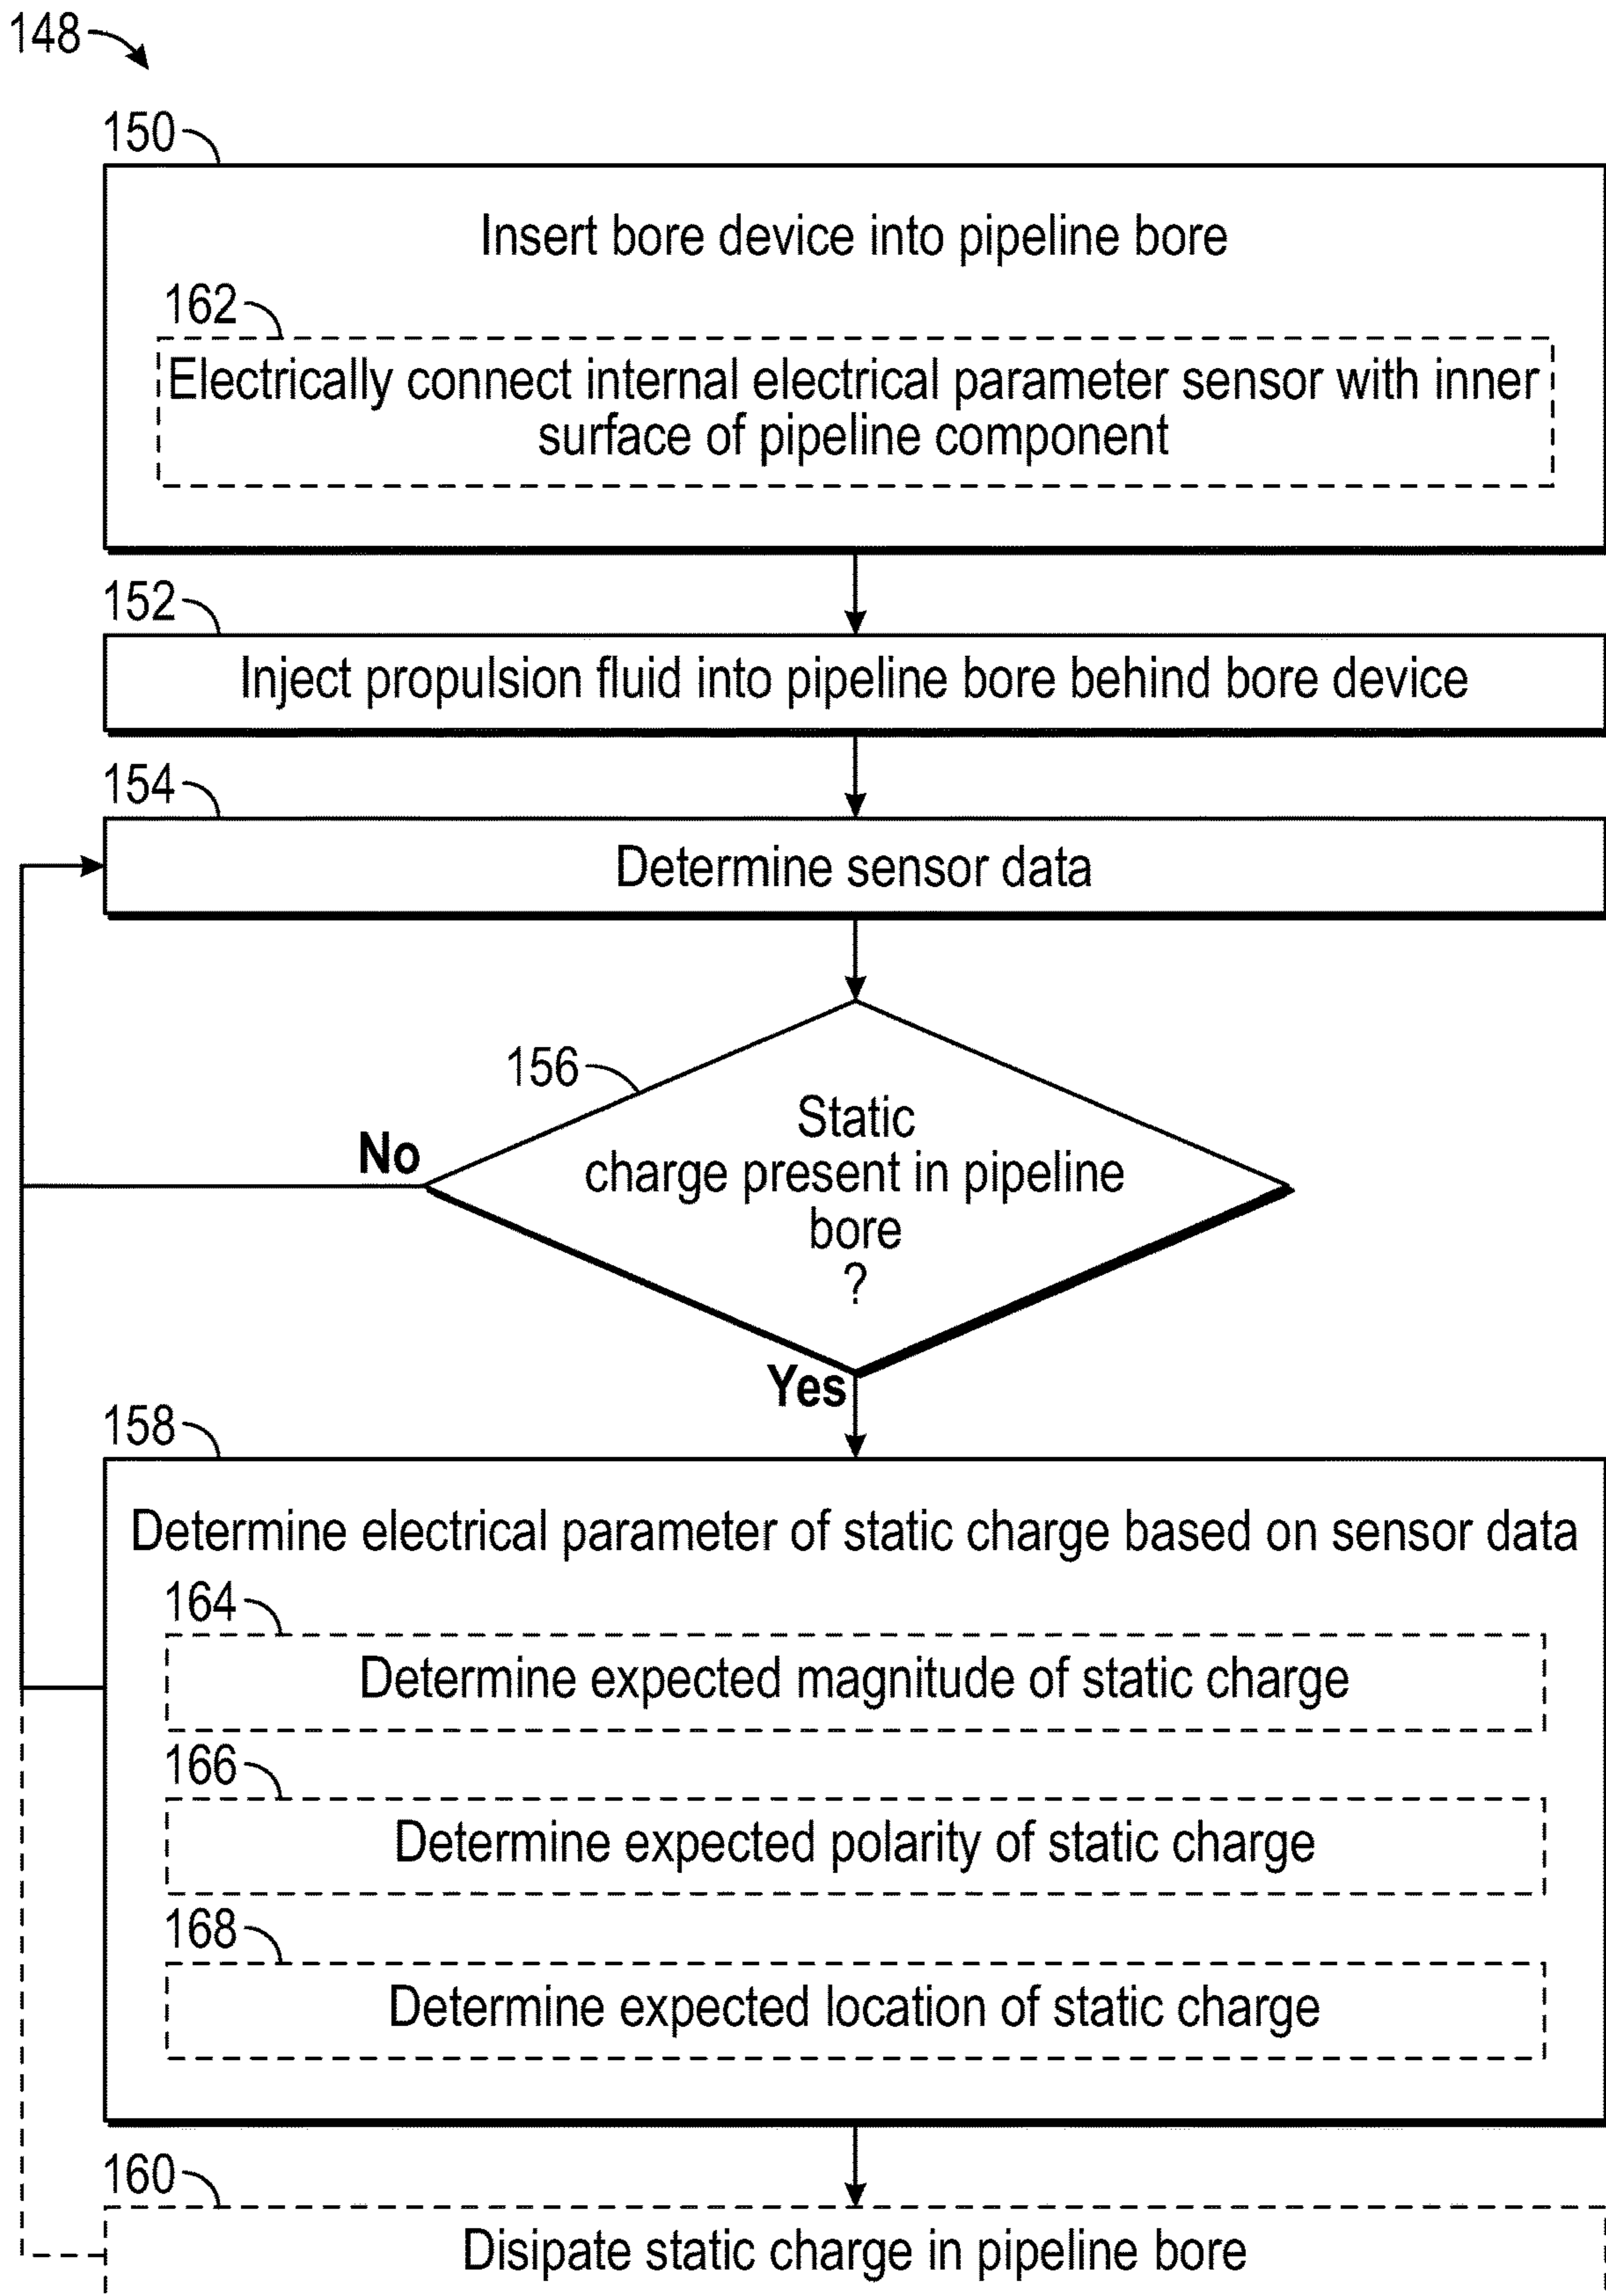 148
150
Insert bore device into pipeline bore
162
Electrically connect internal electrical parameter sensor with inner
surface of pipeline component
152
Inject propulsion fluid into pipeline bore behind bore device
154
Determine sensor data
156
Static
charge present in pipeline
bore
?
No
Yes
158
Determine electrical parameter of static charge based on sensor data
164
Determine expected magnitude of static charge
166
Determine expected polarity of static charge
168
Determine expected location of static charge
160
Disipate static charge in pipeline bore